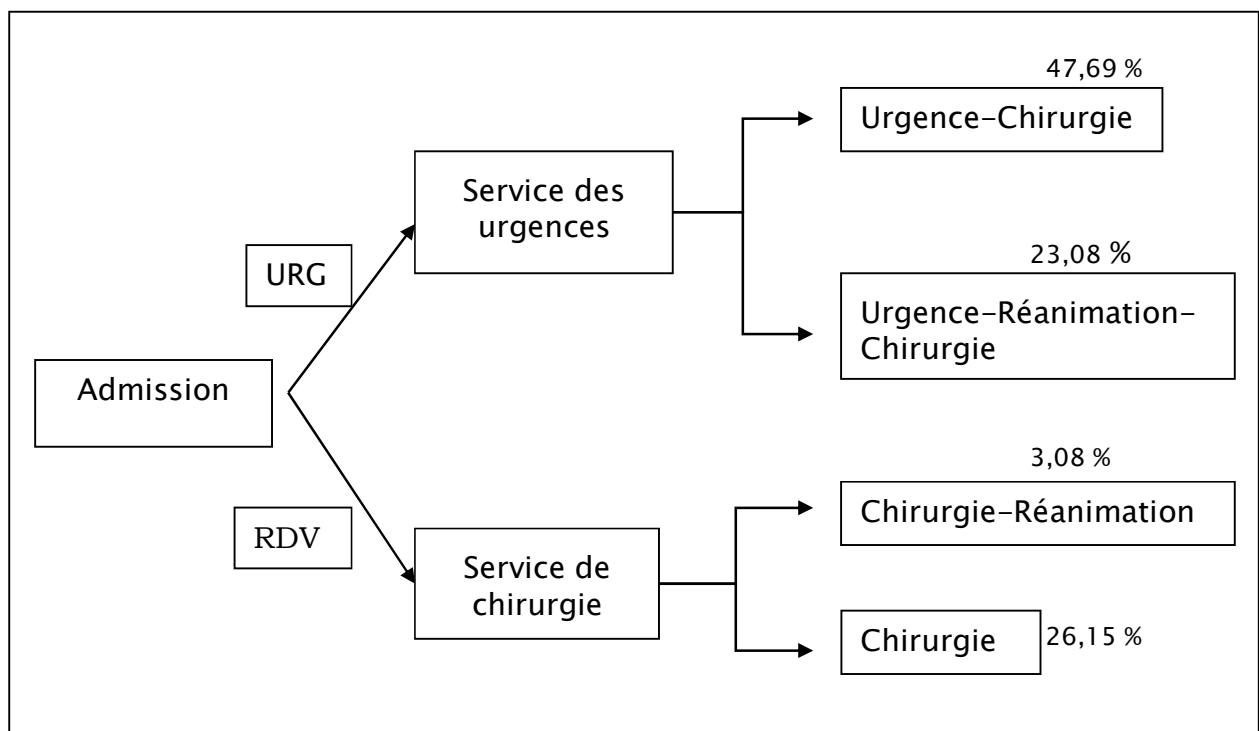 47,69 %
Urgence-Chirurgie
Service des
urgences
URG
23,08 %
Urgence-Réanimation-
Chirurgie
Admission
3,08 %
Chirurgie-Réanimation
RDV
Service de
chirurgie
Chirurgie
26,15 %